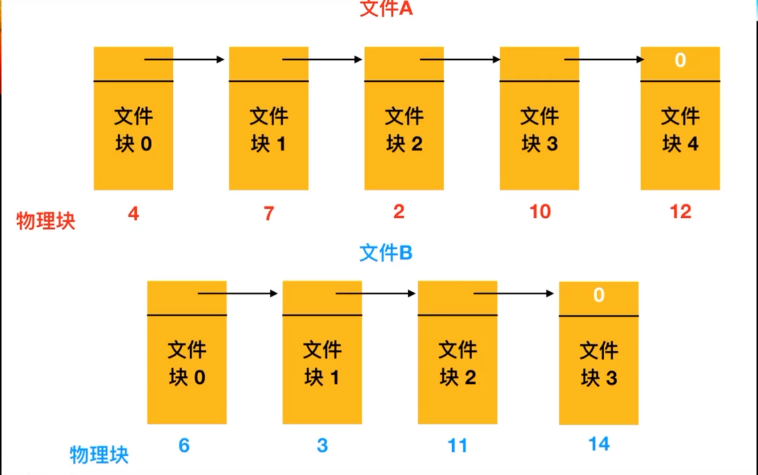 文件A
0
文件 文件 文件 文件 文件
块 0 块 1 块 2 块 3 块 4
物理块 4 7 2 10 12
文件B
0
文件 文件 文件 文件
块 0 块 1 块 2 块 3
物理块 6 3 11 14